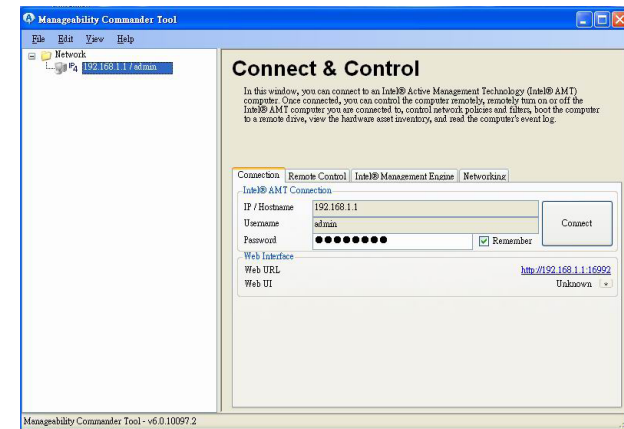 Manageability Commander Tool
File Edit View Help
Network
192.168.1.1 / admin
Connect & Control
In this window, you can connect to an Intel® Active Management Technology (Intel® AMT)
computer. Once connected, you can control the computer remotely, remotely turn on or off the
Intel® AMT computer you are connected to, control network policies and filters, boot the computer
to a remote drive, view the hardware asset inventory, and read the computer's event log.
Connection Remote Control Intel® Management Engine Networking
Intel® AMT Connection
IP / Hostname 192.168.1.1
Username admin
Connect
Password ●●●●●●●● Remember
Web Interface
Web URL http://192.168.1.1:16992
Web UI Unknown
Manageability Commander Tool - v6.0.10097.2